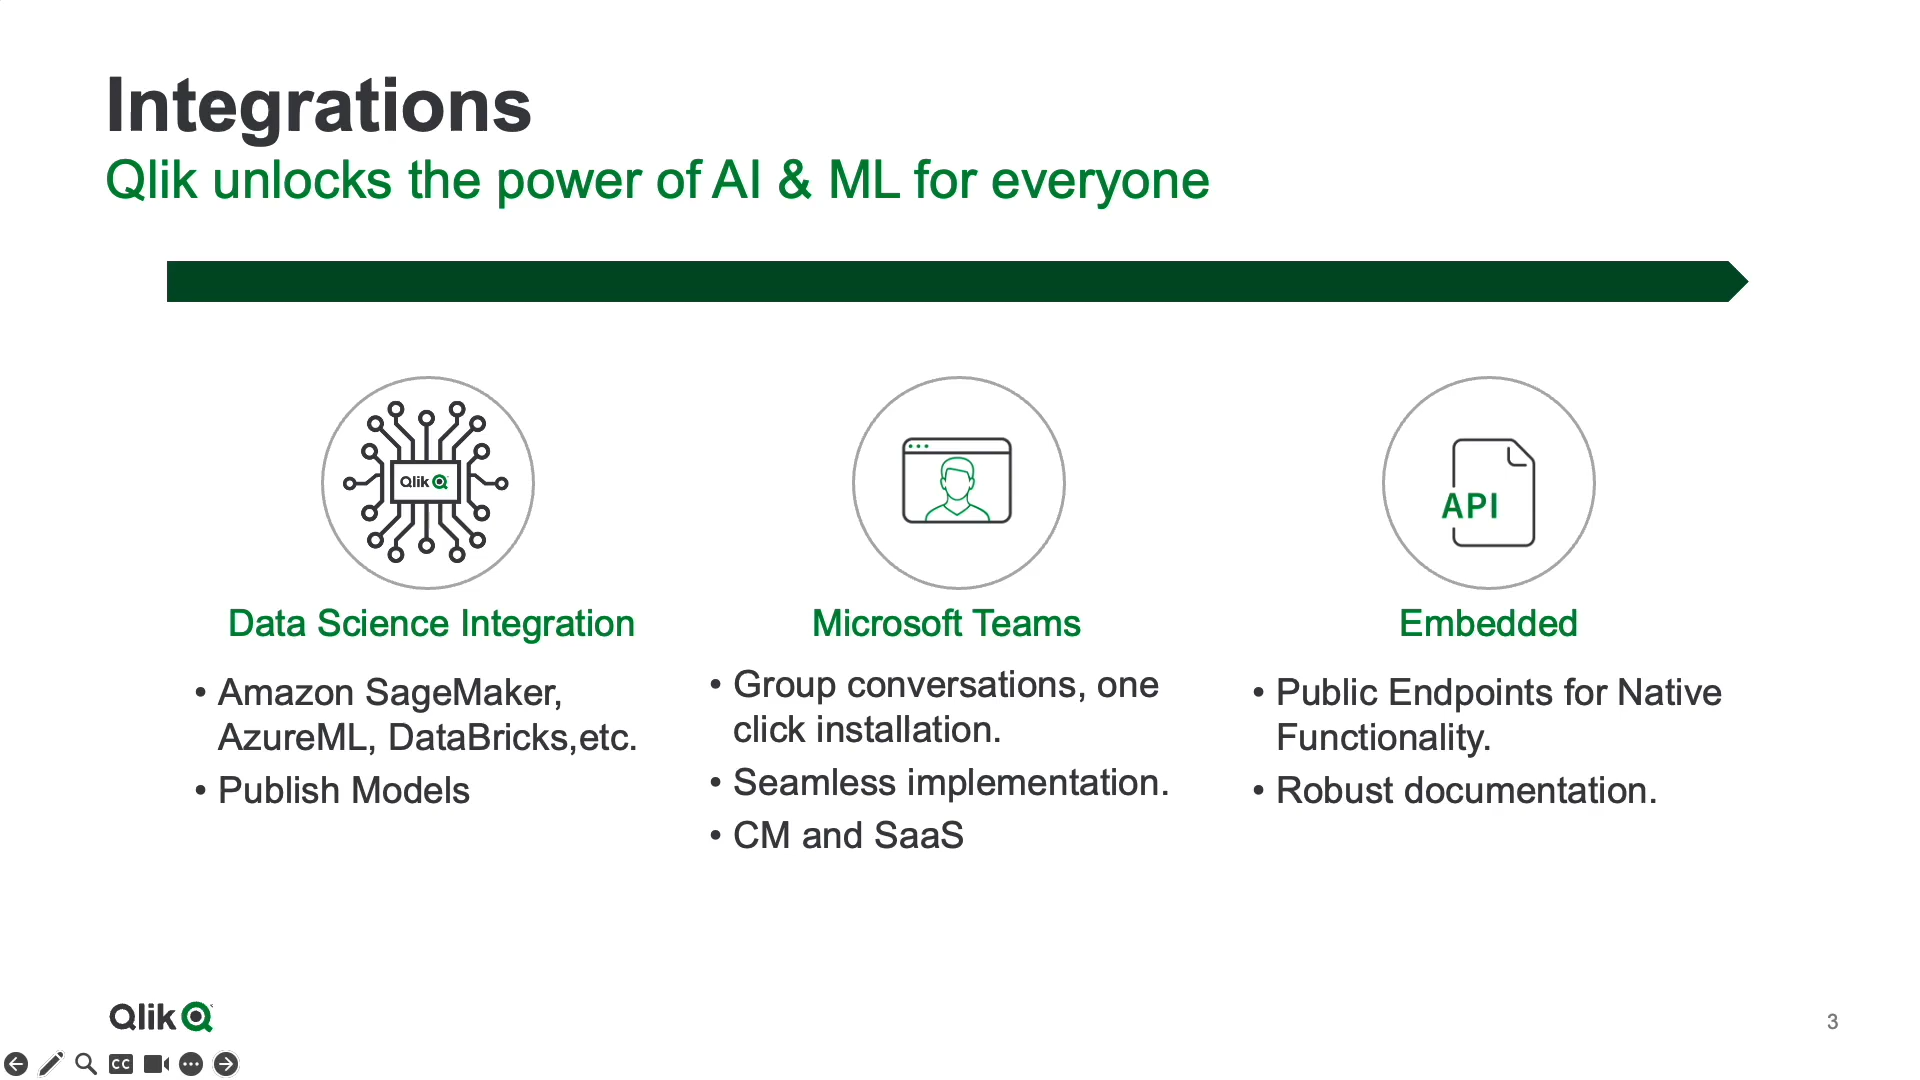 Integrations
Qlik unlocks the power of AI & ML for everyone
Qlik
Data Science Integration
• Amazon SageMaker,
AzureML, DataBricks,etc.
• Publish Models
Microsoft Teams
• Group conversations, one
click installation.
• Seamless implementation.
• CM and SaaS
API
Embedded
• Public Endpoints for Native
Functionality.
• Robust documentation.
Qlik
3
CC